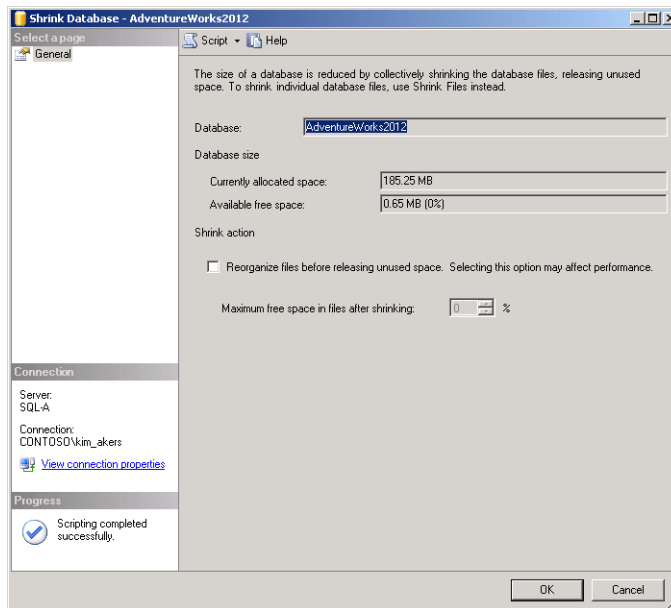 Shrink Database - AdventureWorks2012
Select a page
General
Script
Help
The size of a database is reduced by collectively shrinking the database files, releasing unused
space. To shrink individual database files, use Shrink Files instead.
Database:
AdventureWorks2012
Database size
Currently allocated space:
185.25 MB
Available free space:
0.65 MB (0%)
Shrink action
Reorganize files before releasing unused space. Selecting this option may affect performance.
Maximum free space in files after shrinking:
0
%
Connection
Server:
SQL-A
Connection:
CONTOSO\kim_akers
View connection properties
Progress
Scripting completed
successfully.
OK
Cancel